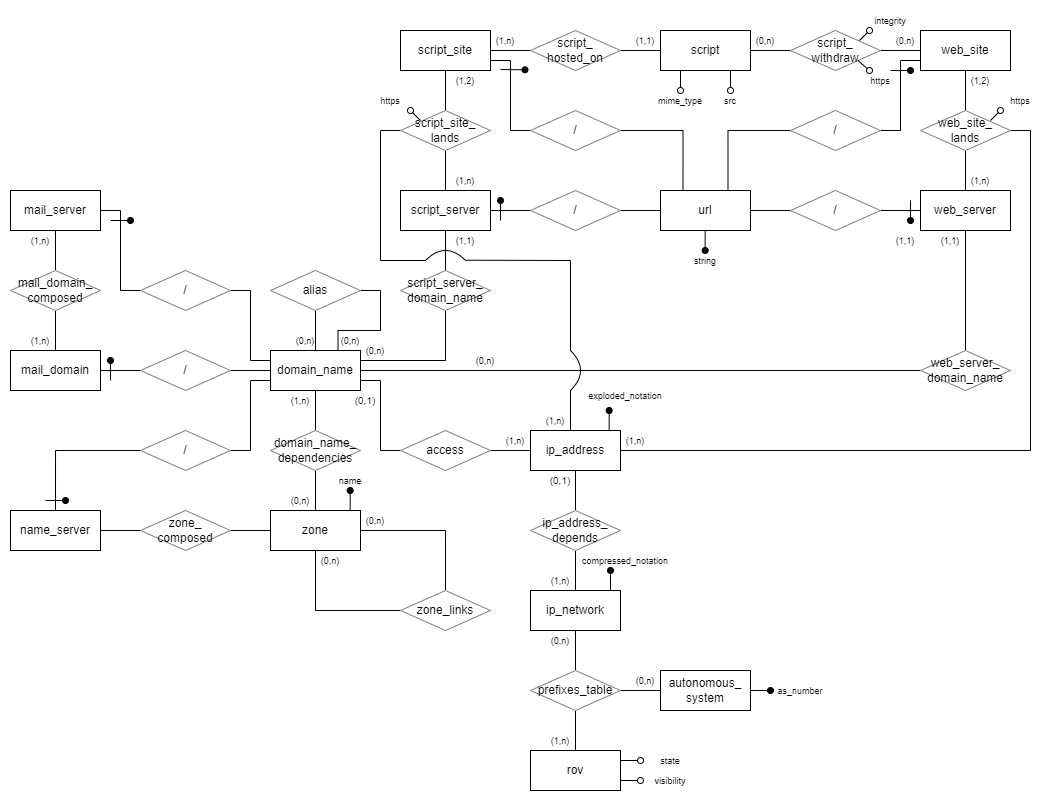 integrity
script_site
(1,n)
script_
hosted_on
(1,1)
script
(0,n)
script_
withdraw
(0,n)
web_site
https
(1,2)
mime_type
src
(1,2)
https
https
script_site_
lands
/
/
web_site_
lands
(1,n)
(1,n)
mail_server
script_server
/
url
/
web_server
(1,n)
(1,1)
string
(1,1)
(1,1)
mail_domain_
composed
/
alias
script_server_
domain_name
(1,n)
(0,n)
(0,n)
(0,n)
(0,n)
mail_domain
/
domain_name
web_server_
domain_name
(1,n)
(0,1)
exploded_notation
(1,n)
/
domain_name_
dependencies
access
(1,n)
ip_address
(1,n)
name
(0,n)
(0,1)
name_server
zone_
composed
zone
(0,n)
ip_address_
depends
(0,n)
compressed_notation
(1,n)
zone_links
ip_network
(0,n)
prefixes_table
(0,n)
autonomous_
system
as_number
(1,n)
rov
state
visibility